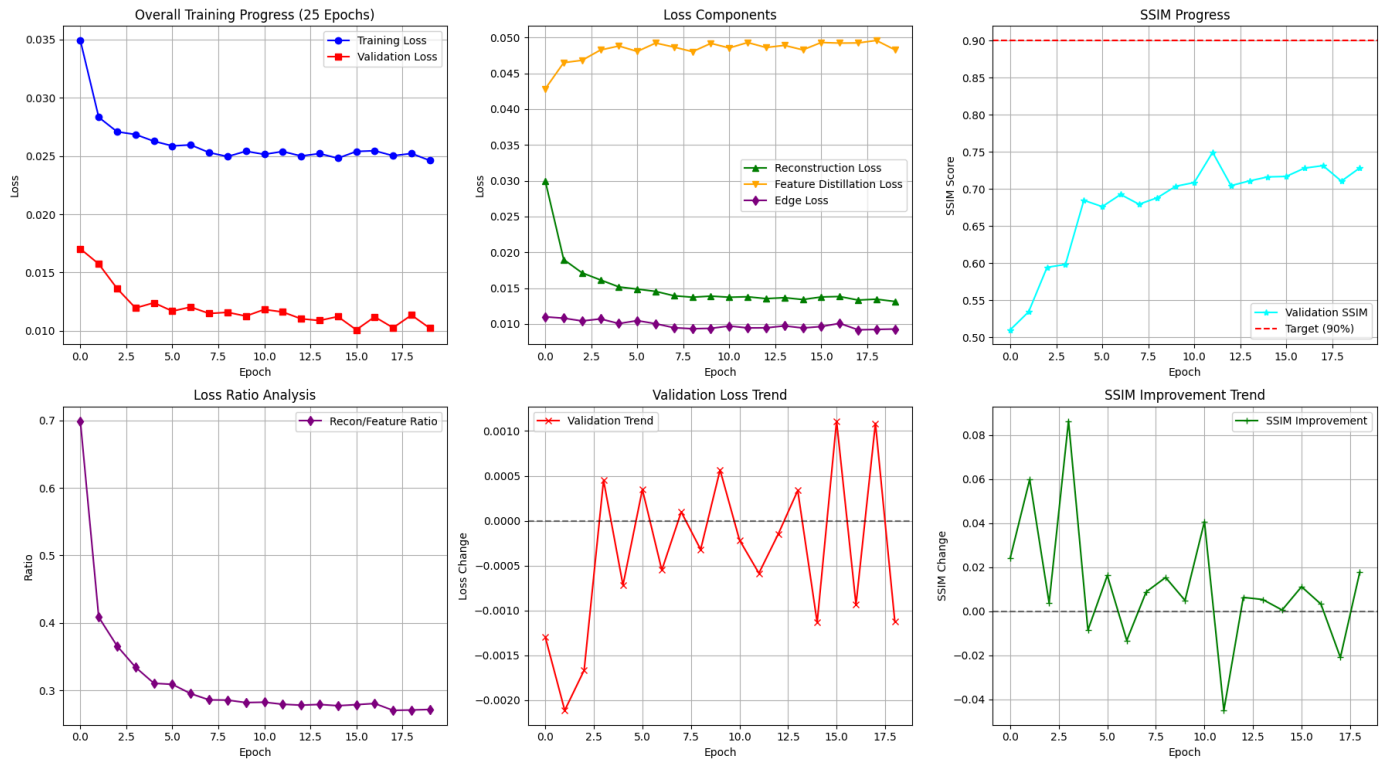 Overall Training Progress (25 Epochs)
0.035
0.030
0.025
0.020
0.015
0.010
Loss
Training Loss
Validation Loss
0.0 2.5 5.0 7.5 10.0 12.5 15.0 17.5
Epoch
Loss Components
0.050
0.045
0.040
0.035
0.030
0.025
0.020
0.015
0.010
Loss
Reconstruction Loss
Feature Distillation Loss
Edge Loss
0.0 2.5 5.0 7.5 10.0 12.5 15.0 17.5
Epoch
SSIM Progress
0.90
0.85
0.80
0.75
0.70
0.65
0.60
0.55
0.50
SSIM Score
Validation SSIM
Target (90%)
0.0 2.5 5.0 7.5 10.0 12.5 15.0 17.5
Epoch
Loss Ratio Analysis
0.7
0.6
0.5
0.4
0.3
Ratio
Recon/Feature Ratio
0.0 2.5 5.0 7.5 10.0 12.5 15.0 17.5
Epoch
Validation Loss Trend
0.0010
0.0005
0.0000
−0.0005
−0.0010
−0.0015
−0.0020
Loss Change
Validation Trend
0.0 2.5 5.0 7.5 10.0 12.5 15.0 17.5
Epoch
SSIM Improvement Trend
0.08
0.06
0.04
0.02
0.00
−0.02
−0.04
SSIM Change
SSIM Improvement
0.0 2.5 5.0 7.5 10.0 12.5 15.0 17.5
Epoch